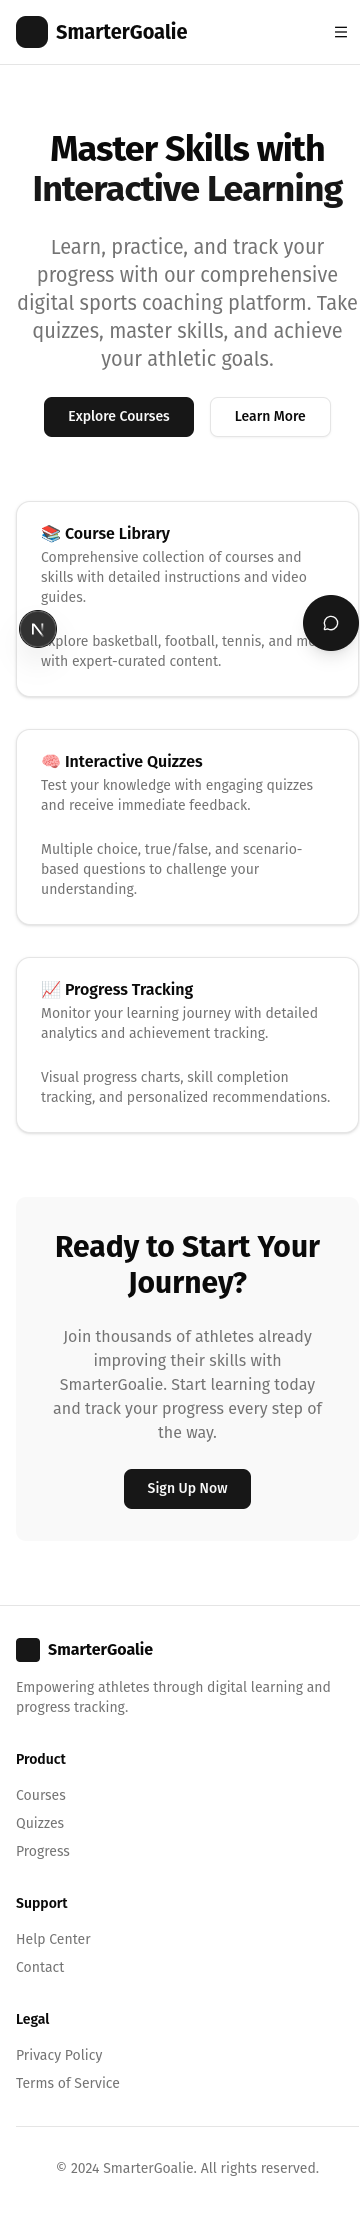 SmarterGoalie
Master Skills with
Interactive Learning
Learn, practice, and track your
progress with our comprehensive
digital sports coaching platform. Take
quizzes, master skills, and achieve
your athletic goals.
Explore Courses
Learn More
📚 Course Library
Comprehensive collection of courses and
skills with detailed instructions and video
guides.
N
basketball, football, tennis, and
with expert-curated content.
🧠 Interactive Quizzes
Test your knowledge with engaging quizzes
and receive immediate feedback.
Multiple choice, true/false, and scenario-
based questions to challenge your
understanding.
📈 Progress Tracking
Monitor your learning journey with detailed
analytics and achievement tracking.
Visual progress charts, skill completion
tracking, and personalized recommendations.
Ready to Start Your
Journey?
Join thousands of athletes already
improving their skills with
SmarterGoalie. Start learning today
and track your progress every step of
the way.
Sign Up Now
SmarterGoalie
Empowering athletes through digital learning and
progress tracking.
Product
Courses
Quizzes
Progress
Support
Help Center
Contact
Legal
Privacy Policy
Terms of Service
© 2024 SmarterGoalie. All rights reserved.